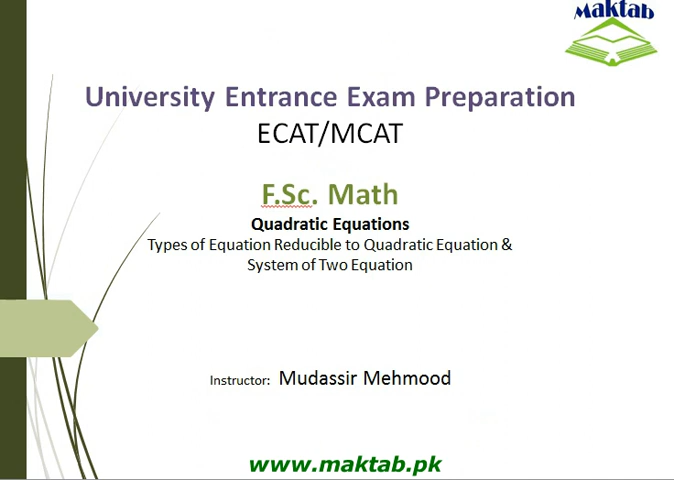 Maktab
University Entrance Exam Preparation
ECAT/MCAT
F.Sc. Math
Quadratic Equations
Types of Equation Reducible to Quadratic Equation &
System of Two Equation
Instructor: Mudassir Mehmood
www.maktab.pk